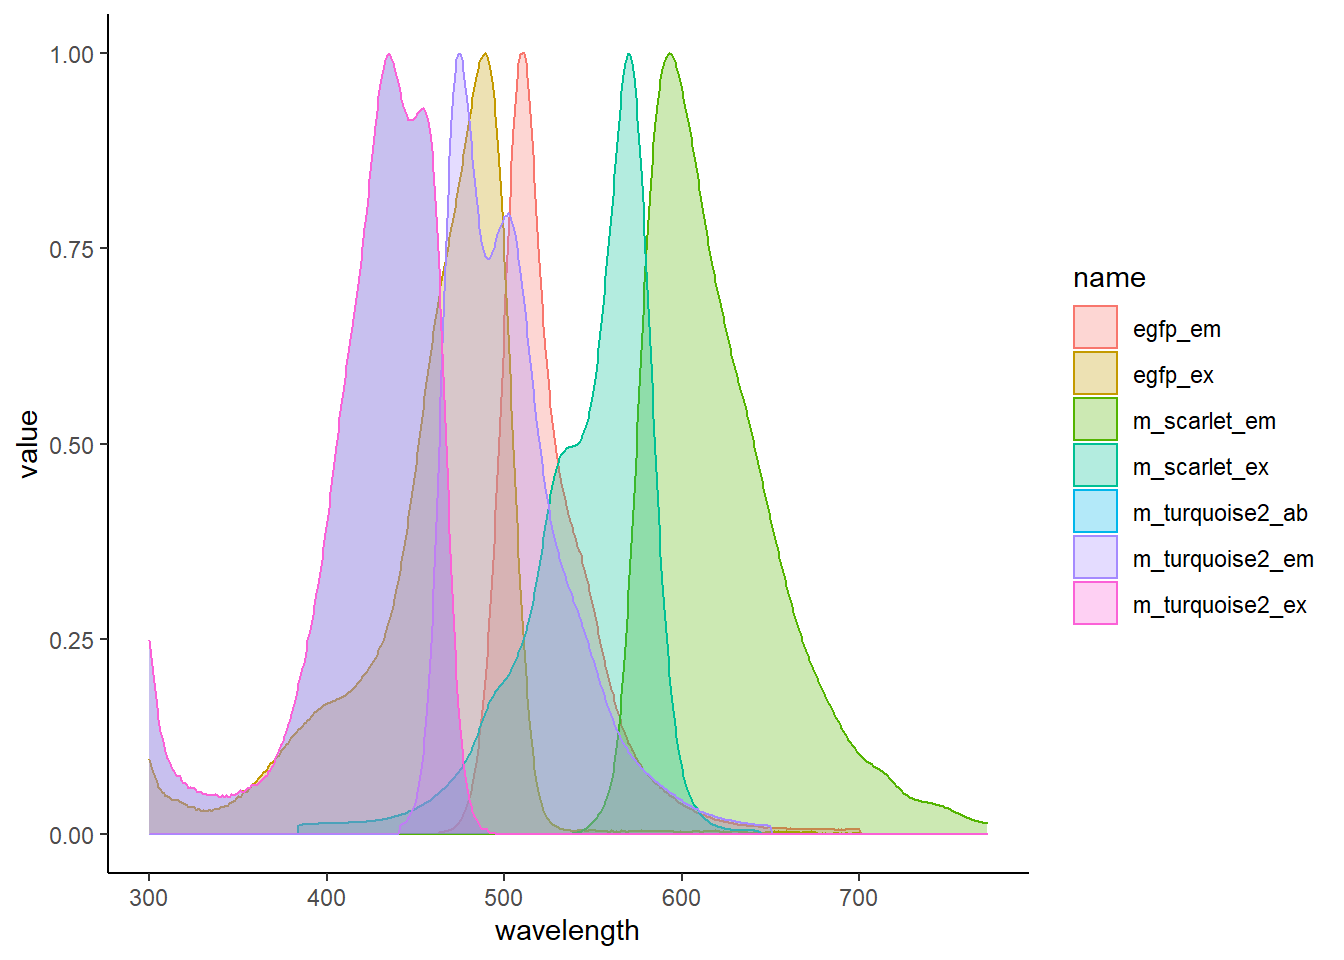 1.00
0.75
0.50
0.25
0.00
value
300 400 500 600 700
wavelength
name
egfp_em
egfp_ex
m_scarlet_em
m_scarlet_ex
m_turquoise2_ab
m_turquoise2_em
m_turquoise2_ex